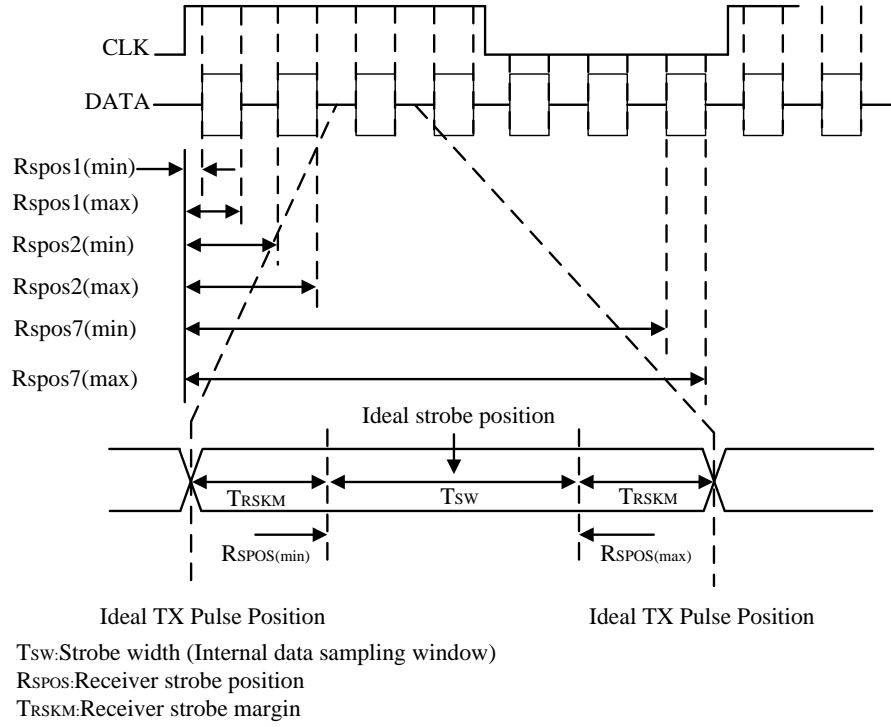 CLK
DATA
Rspos1(min)
Rspos1(max)
Rspos2(min)
Rspos2(max)
Rspos7(min)
Rspos7(max)
Ideal strobe position
TRSKM TSW TRSKM
RSPOS(min) RSPOS(max)
Ideal TX Pulse Position Ideal TX Pulse Position
TSW:Strobe width (Internal data sampling window)
RSPOS:Receiver strobe position
TRSKM:Receiver strobe margin